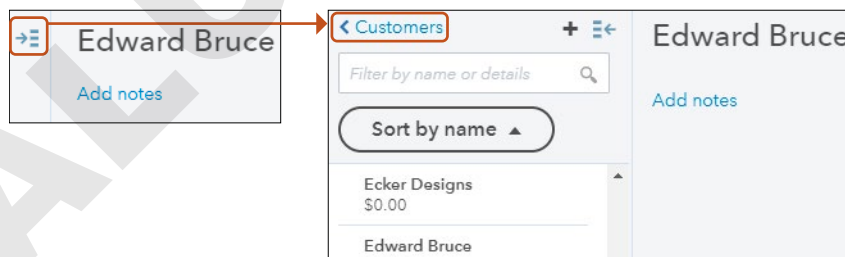 Edward Bruce
Add notes
Customers
Filter by name or details
Sort by name
Ecker Designs
$0.00
Edward Bruce
Edward Bruce
Add notes